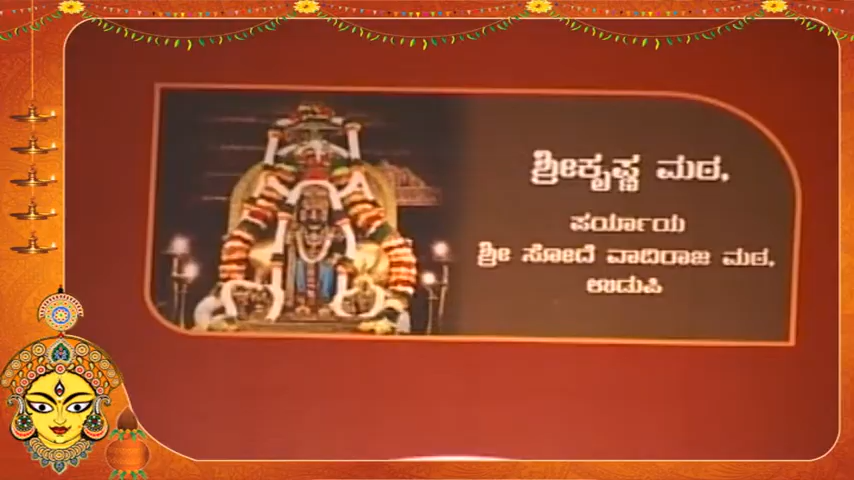 ಶ್ರೀಕೃಷ್ಣ ಮಠ,
ಪರ್ಯಾಯ
ಶ್ರೀ ಸೋದೆ ವಾದಿರಾಜ ಮಠ,
ಉಡುಪಿ